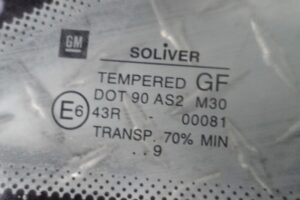 GM
SOLIVER
TEMPERED GF
DOT 90 AS2 M30
E6 43R - 00081
TRANSP. 70% MIN
..9